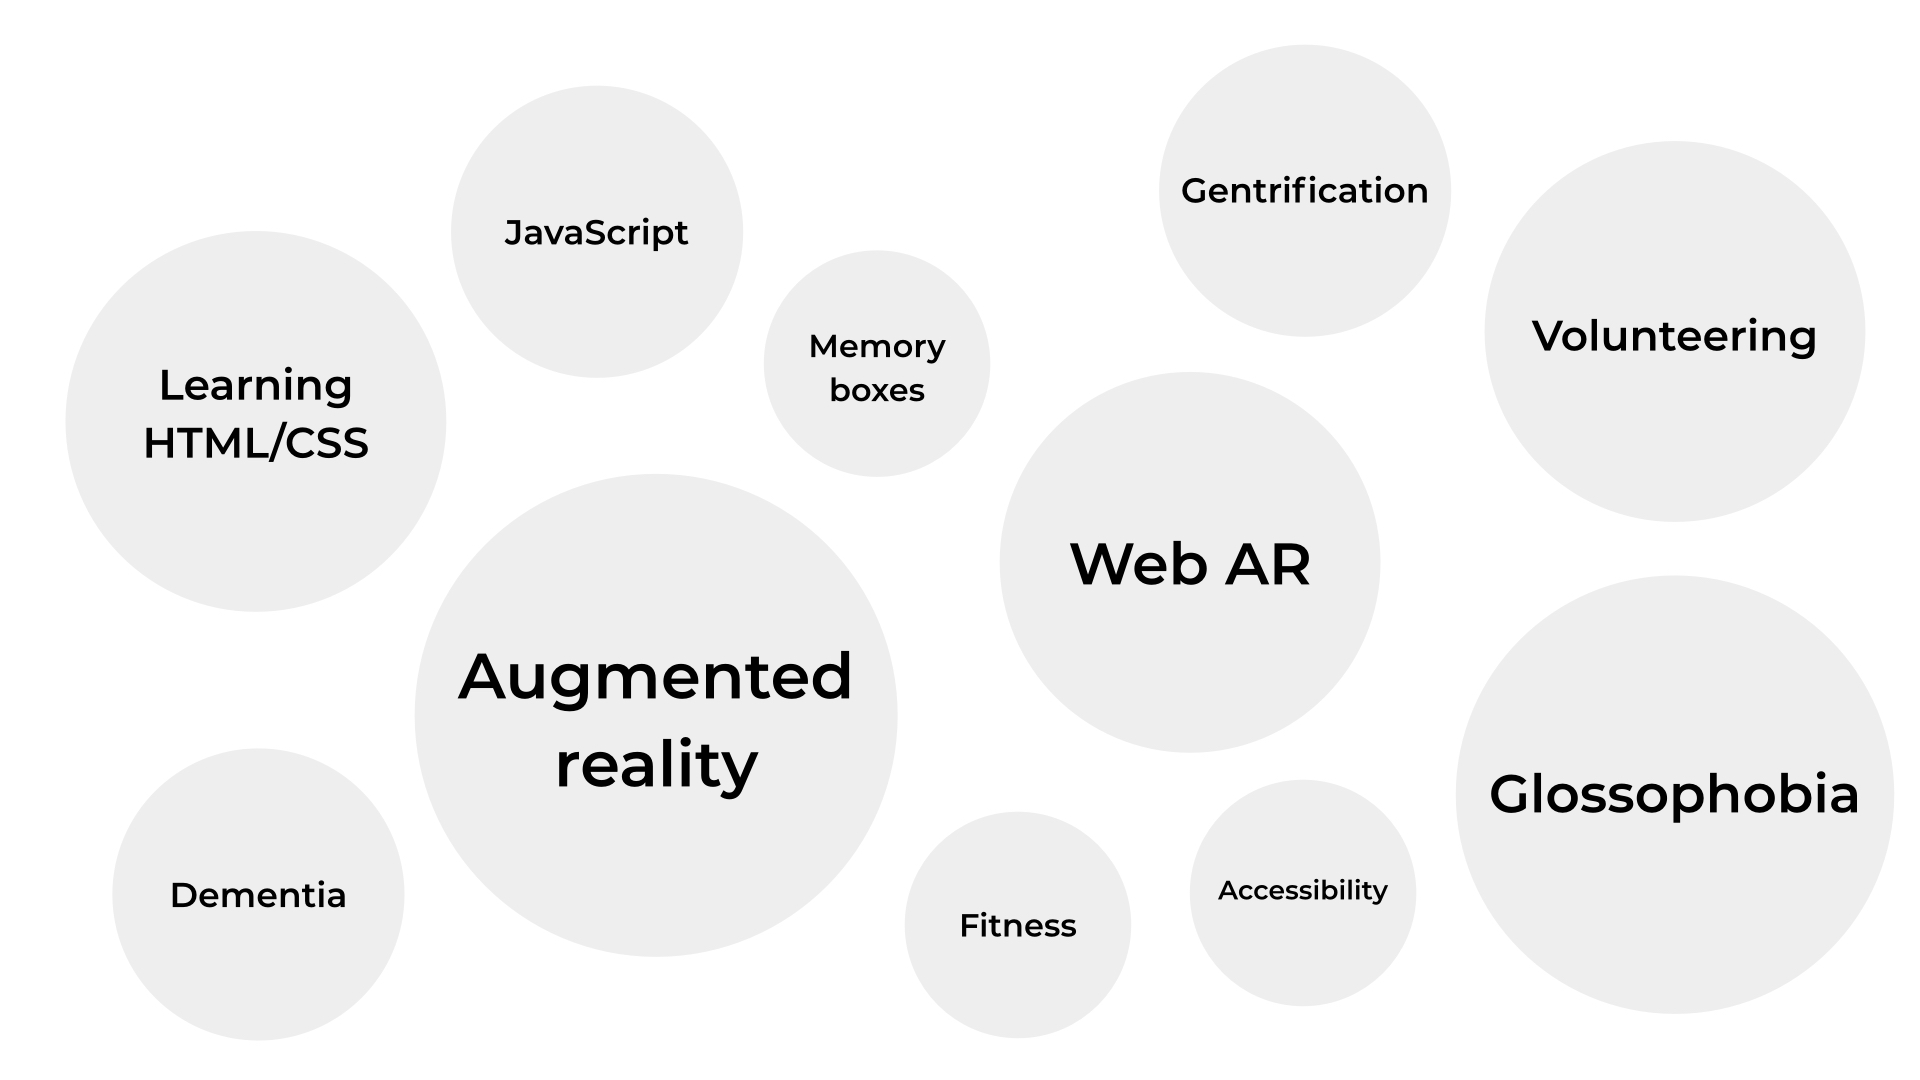 Gentrification
JavaScript
Volunteering
Memory
boxes
Learning
HTML/CSS
Web AR
Augmented
reality
Glossophobia
Dementia
Fitness
Accessibility